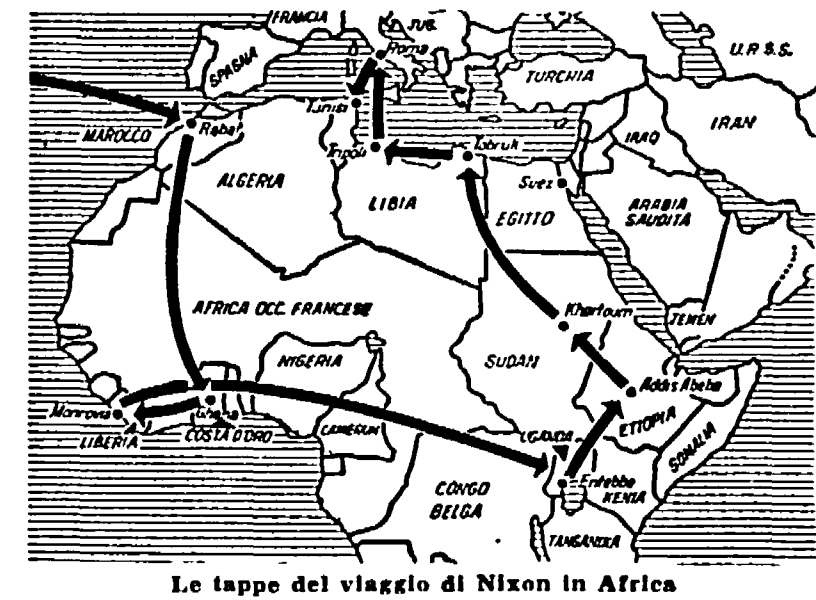 FRANCIA
JUG.
Roma
SPAGNA
TURCHIA
U.R.S.S.
Tunisi
MAROCCO
Rabat
Tripoli
Tobruk
IRAQ
IRAN
ALGERIA
LIBIA
Suez
EGITTO
ARABIA
SAUDITA
AFRICA OCC. FRANCESE
Khartoum
YEMEN
NIGERIA
SUDAN
Addis Abeba
Monrovia
Ghana
LIBERIA
COSTA D'ORO
CAMERUN
UGANDA
ETIOPIA
SOMALIA
CONGO
BELGA
Entebbe
KENIA
TANGANIKA
Le tappe del viaggio di Nixon in Africa